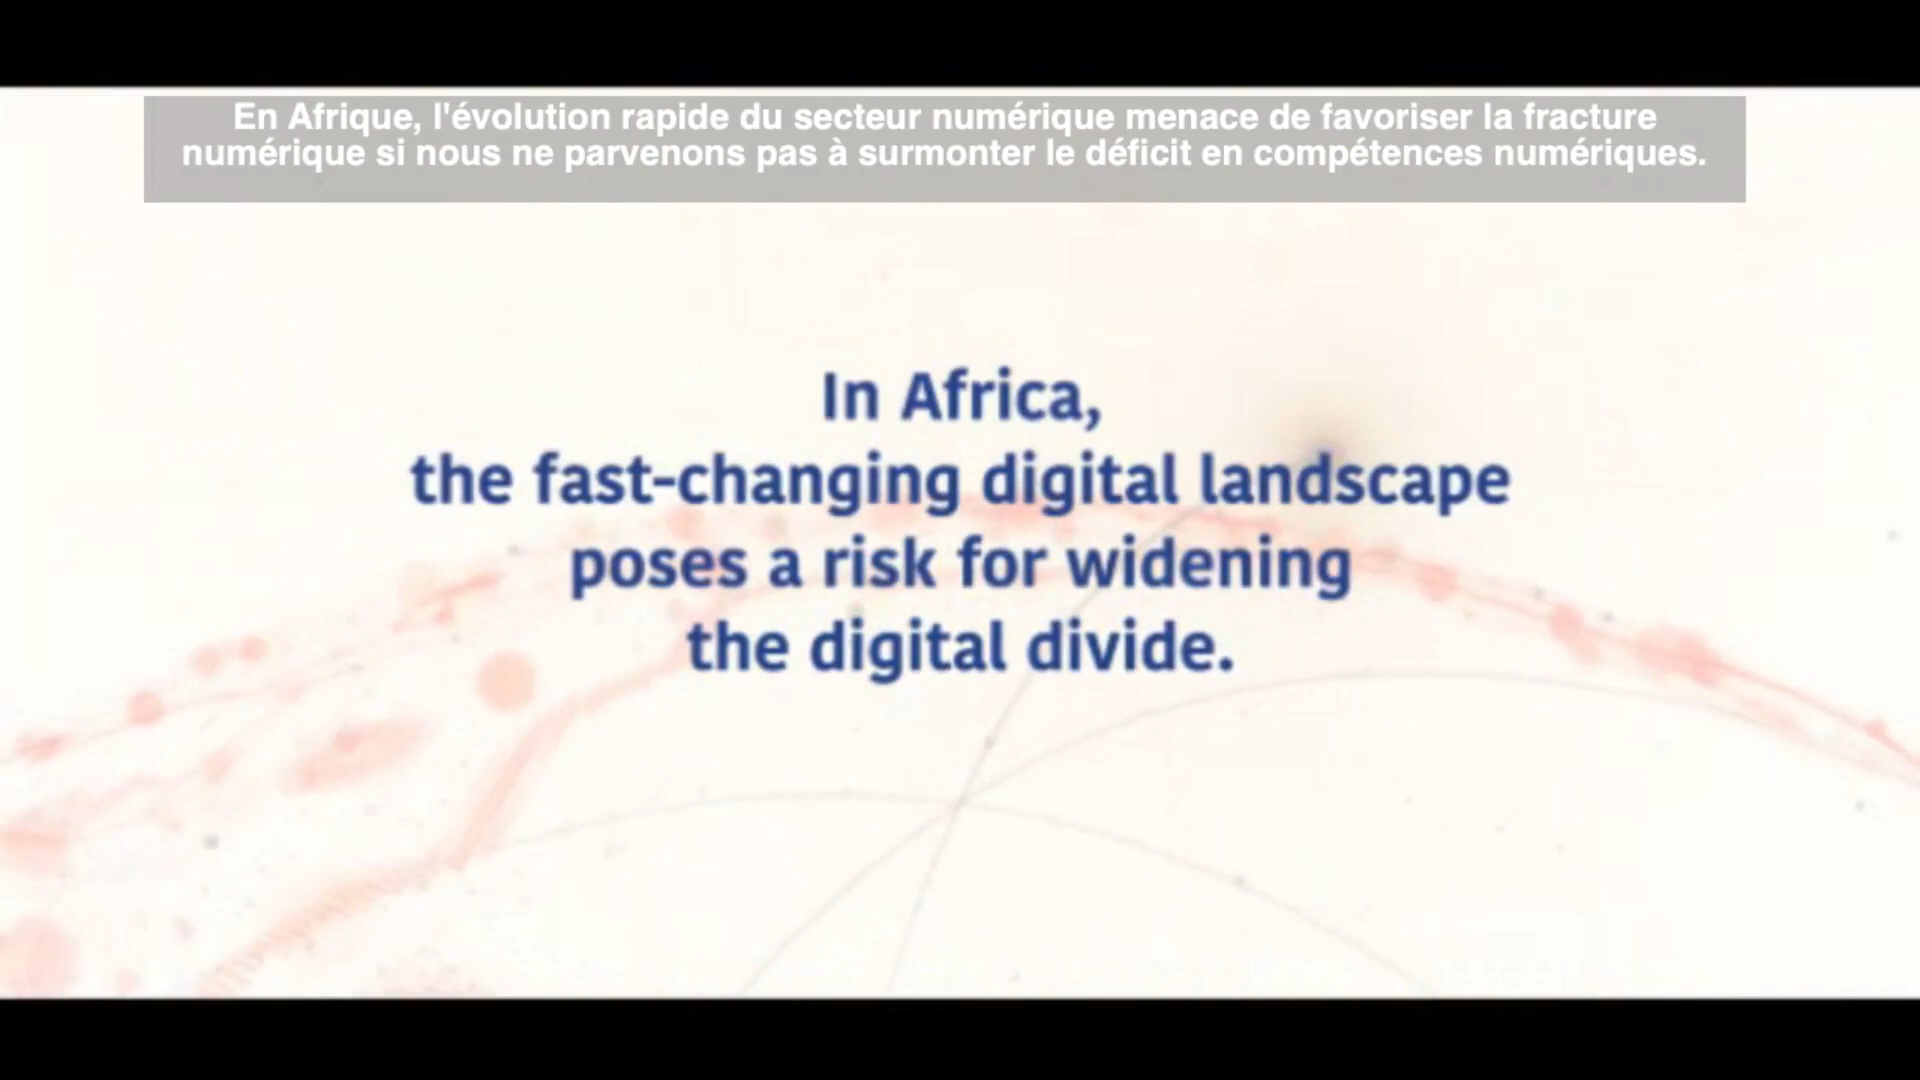 En Afrique, l'évolution rapide du secteur numérique menace de favoriser la fracture
numérique si nous ne parvenons pas à surmonter le déficit en compétences numériques.
In Africa,
the fast-changing digital landscape
poses a risk for widening
the digital divide.